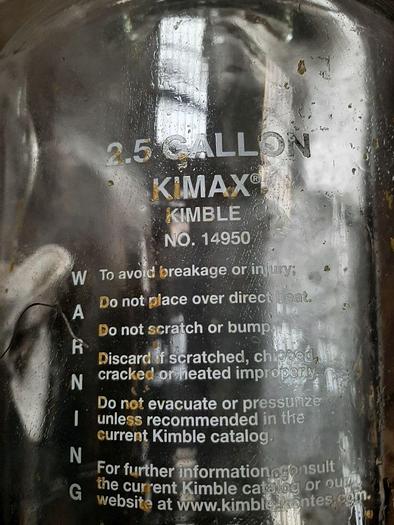 2.5 GALLON
KIMAX®
KIMBLE
NO. 14950
WARNING
To avoid breakage or injury;
Do not place over direct heat.
Do not scratch or bump.
Discard if scratched, chipped,
cracked or heated improperly.
Do not evacuate or pressurize
unless recommended in the
current Kimble catalog.
For further information, consult
the current Kimble catalog or our
website at www.kimble-kontes.com.